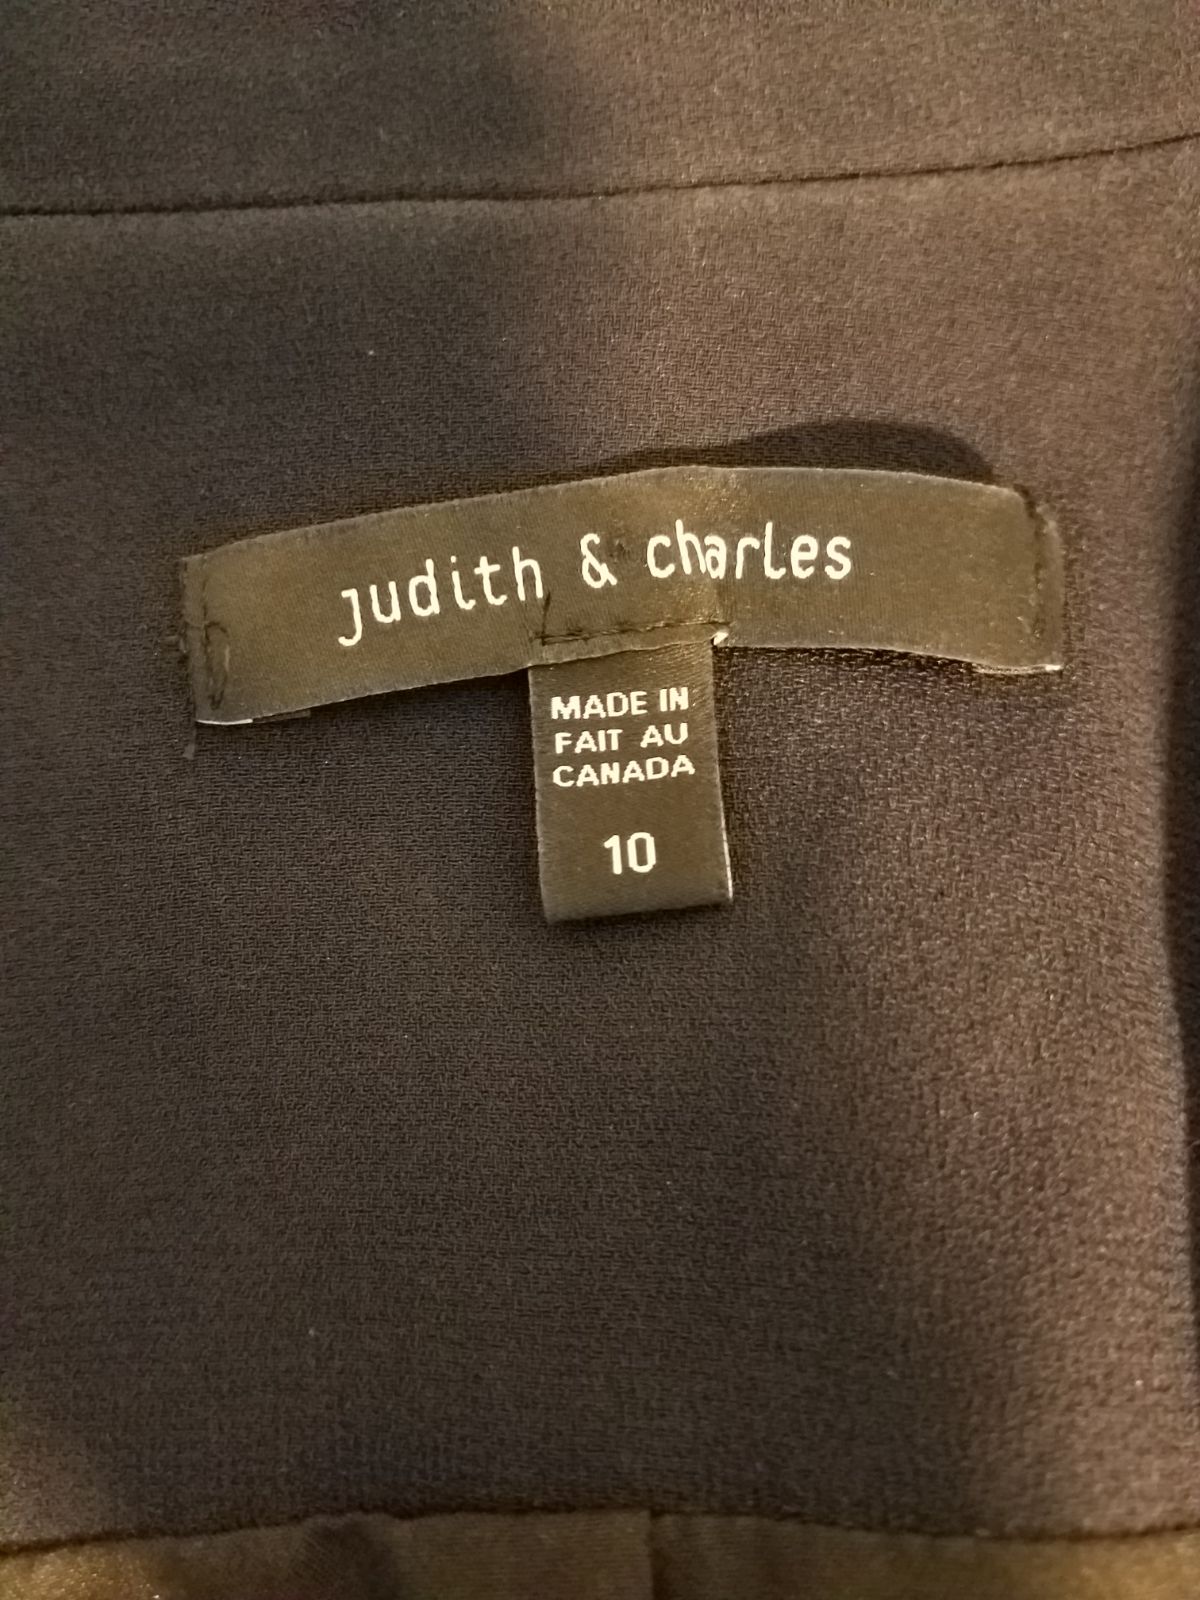 judith & charles
MADE IN
FAIT AU
CANADA
10